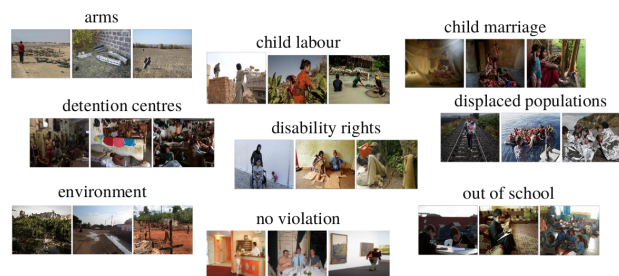 arms
child labour
child marriage
detention centres
disability rights
displaced populations
environment
no violation
out of school